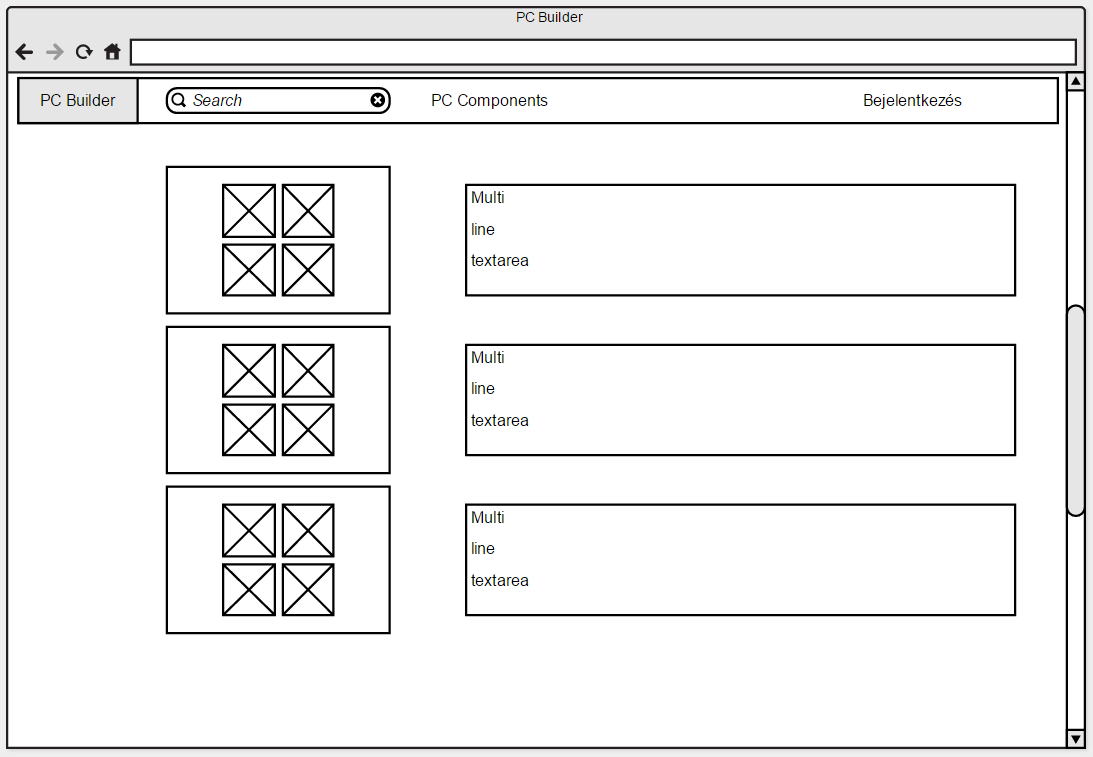 PC Builder
PC Builder
Search
PC Components
Bejelentkezés
Multi
line
textarea
Multi
line
textarea
Multi
line
textarea